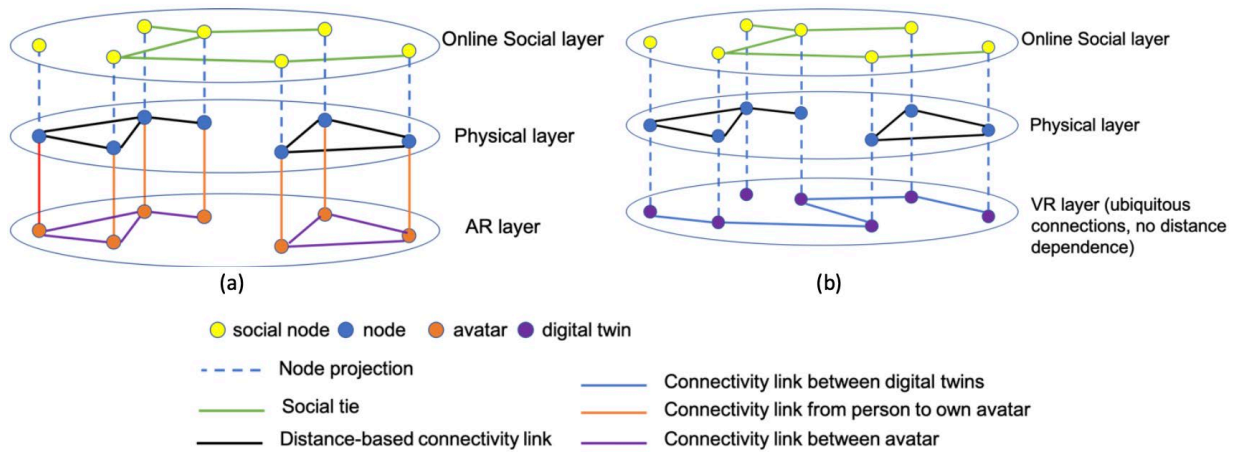 Online Social layer
Physical layer
AR layer
(a)
Online Social layer
Physical layer
VR layer (ubiquitous
connections, no distance
dependence)
(b)
social node
node
avatar
digital twin
Node projection
Social tie
Distance-based connectivity link
Connectivity link between digital twins
Connectivity link from person to own avatar
Connectivity link between avatar